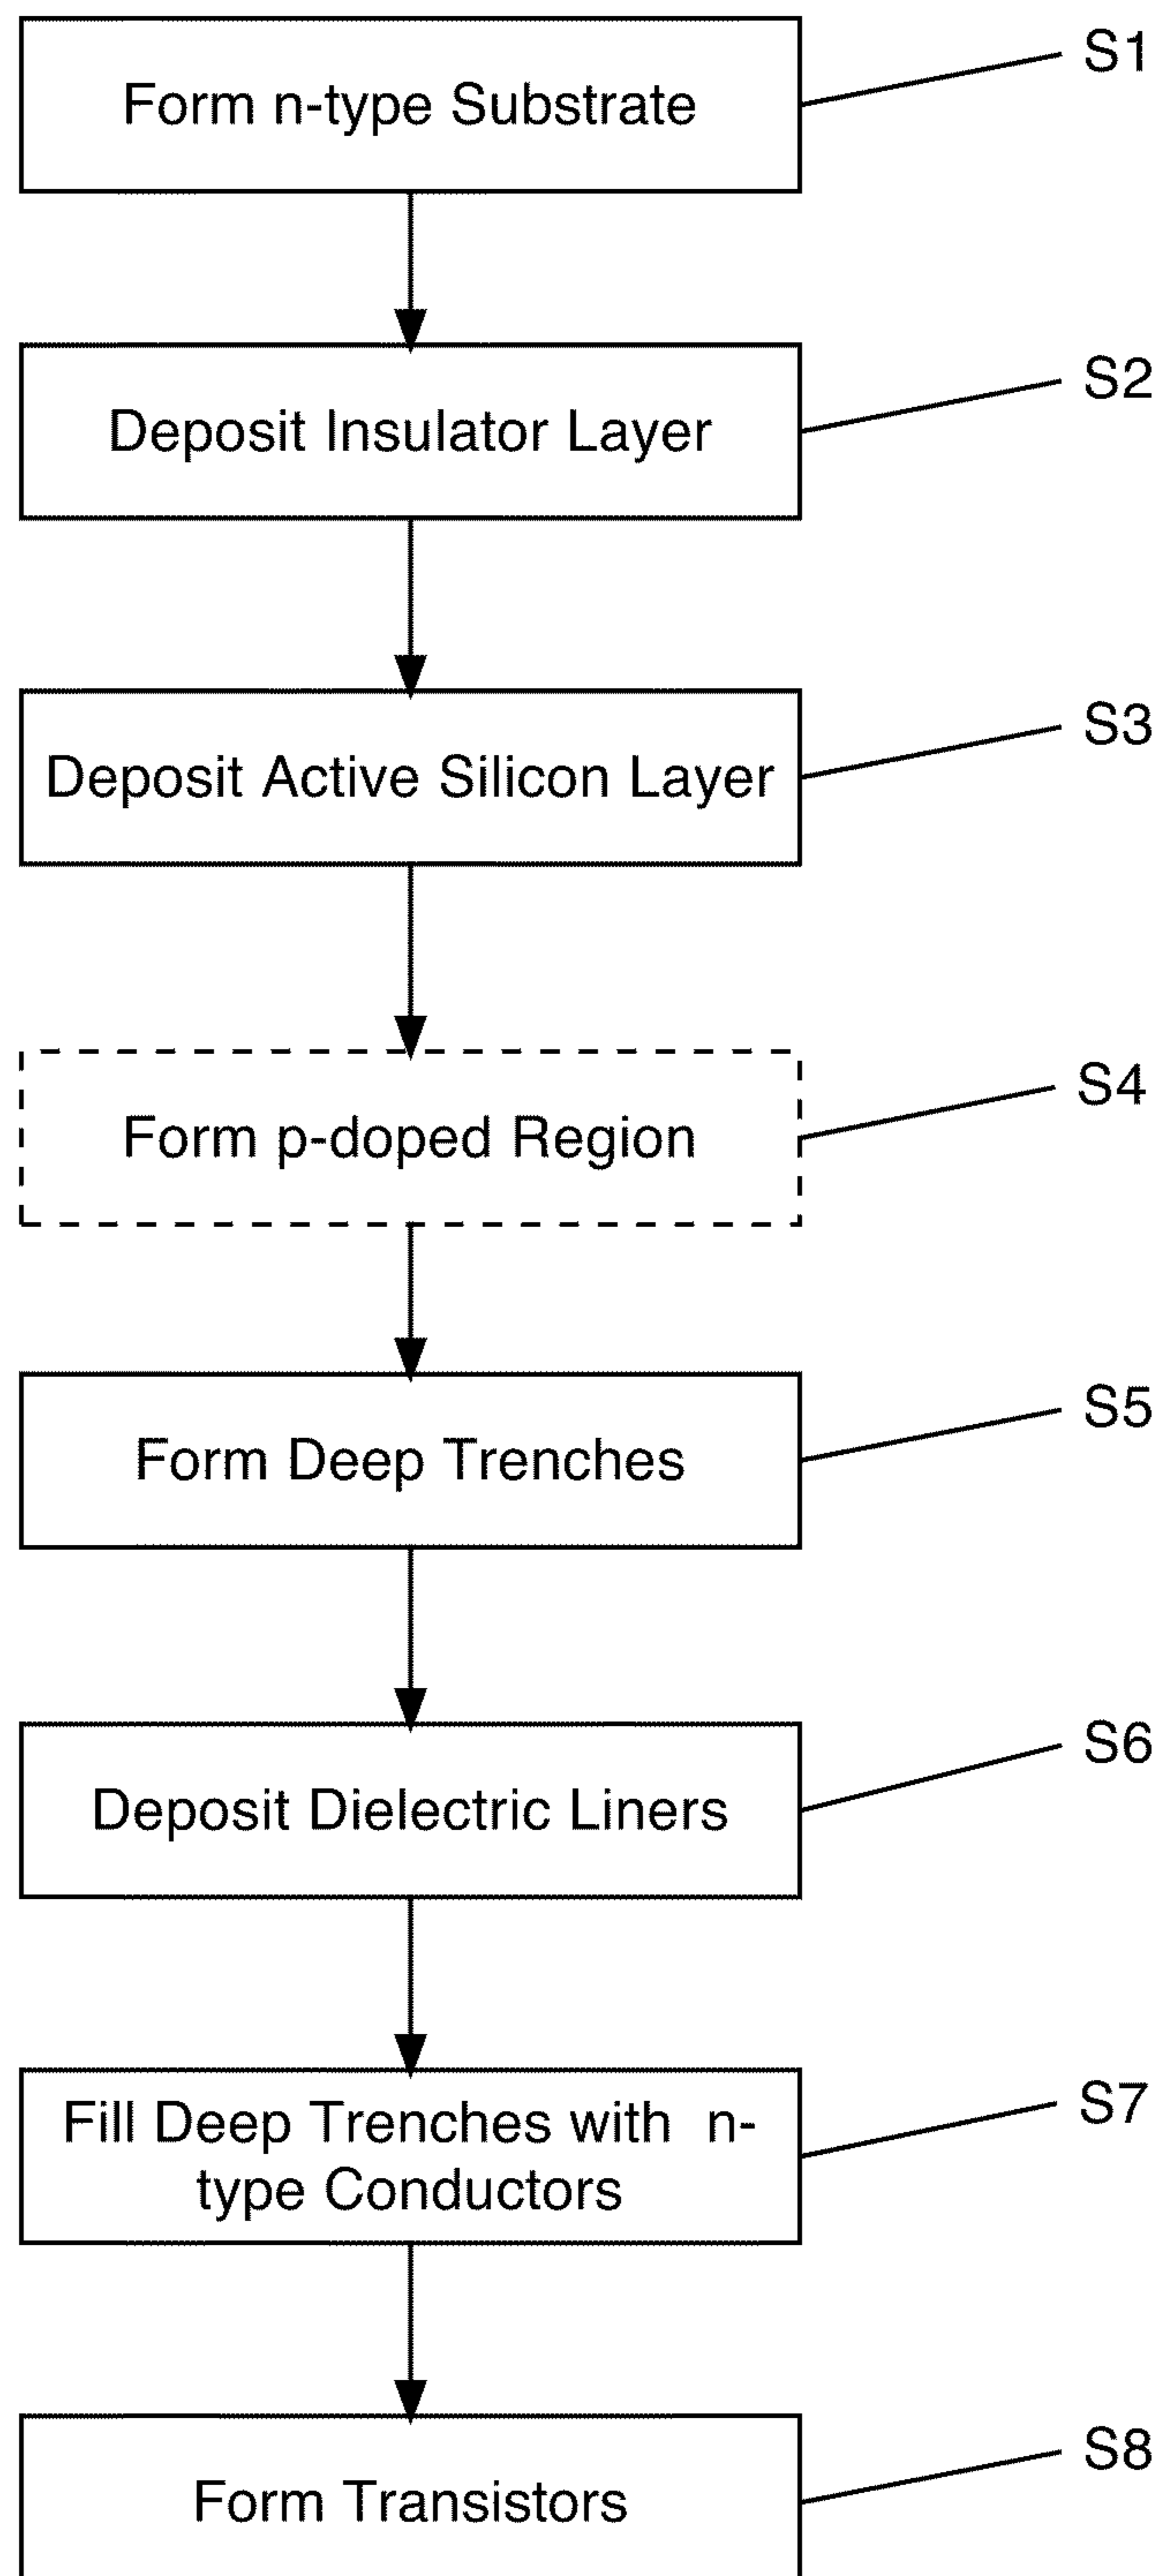 Form n-type Substrate
S1
Deposit Insulator Layer
S2
Deposit Active Silicon Layer
S3
Form p-doped Region
S4
Form Deep Trenches
S5
Deposit Dielectric Liners
S6
Fill Deep Trenches with n-
type Conductors
S7
Form Transistors
S8